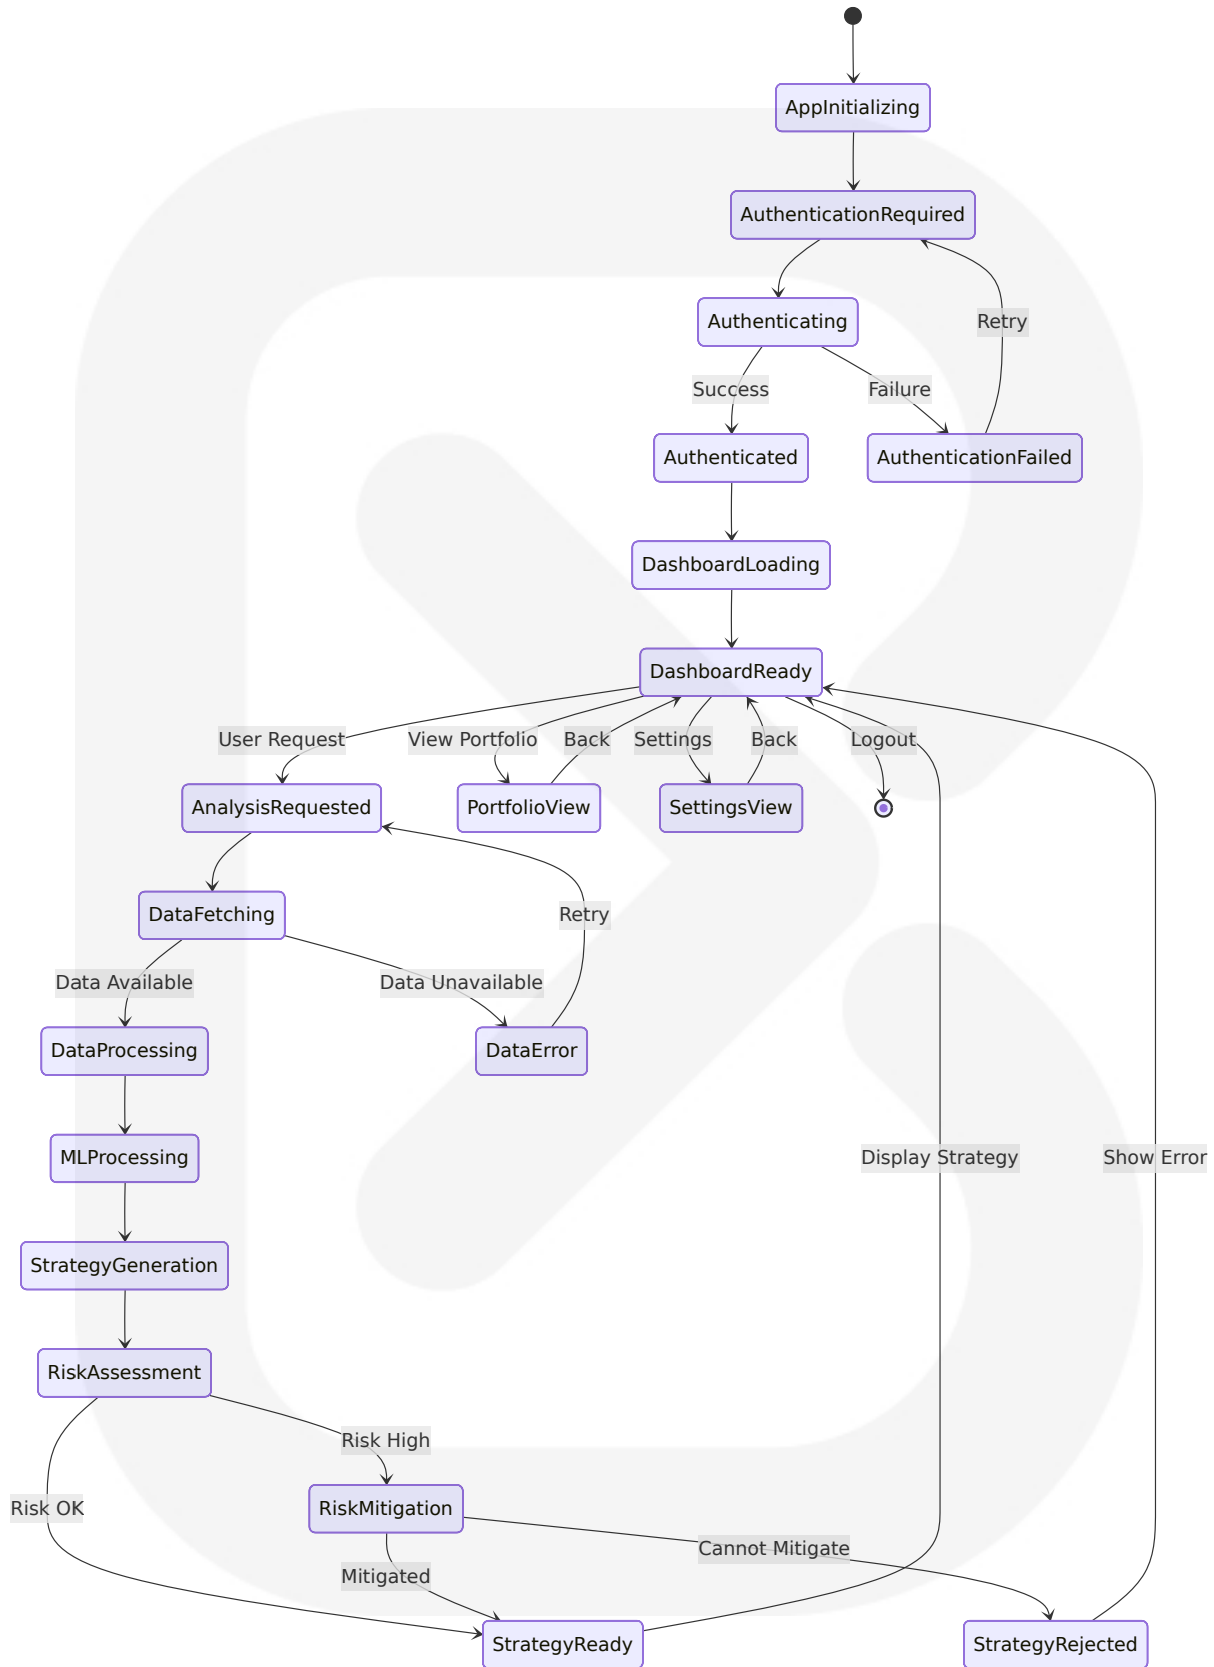 AppInitializing
AuthenticationRequired
Authenticating
Retry
Success
Failure
Authenticated
AuthenticationFailed
DashboardLoading
DashboardReady
User Request
View Portfolio
Back
Settings
Back
Logout
AnalysisRequested
PortfolioView
SettingsView
DataFetching
Retry
Data Available
Data Unavailable
DataProcessing
DataError
MLProcessing
Display Strategy
Show Error
StrategyGeneration
RiskAssessment
Risk High
Risk OK
RiskMitigation
Cannot Mitigate
Mitigated
StrategyReady
StrategyRejected